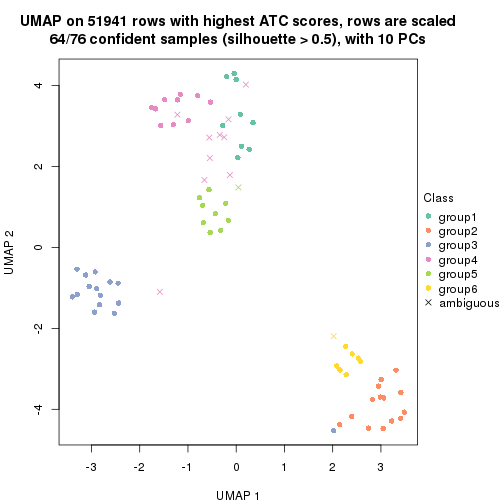 UMAP on 51941 rows with highest ATC scores, rows are scaled
64/76 confident samples (silhouette > 0.5), with 10 PCs
4
2
0
-2
-4
UMAP 2
-3
-2
-1
0
1
2
3
UMAP 1
Class
group1
group2
group3
group4
group5
group6
ambiguous